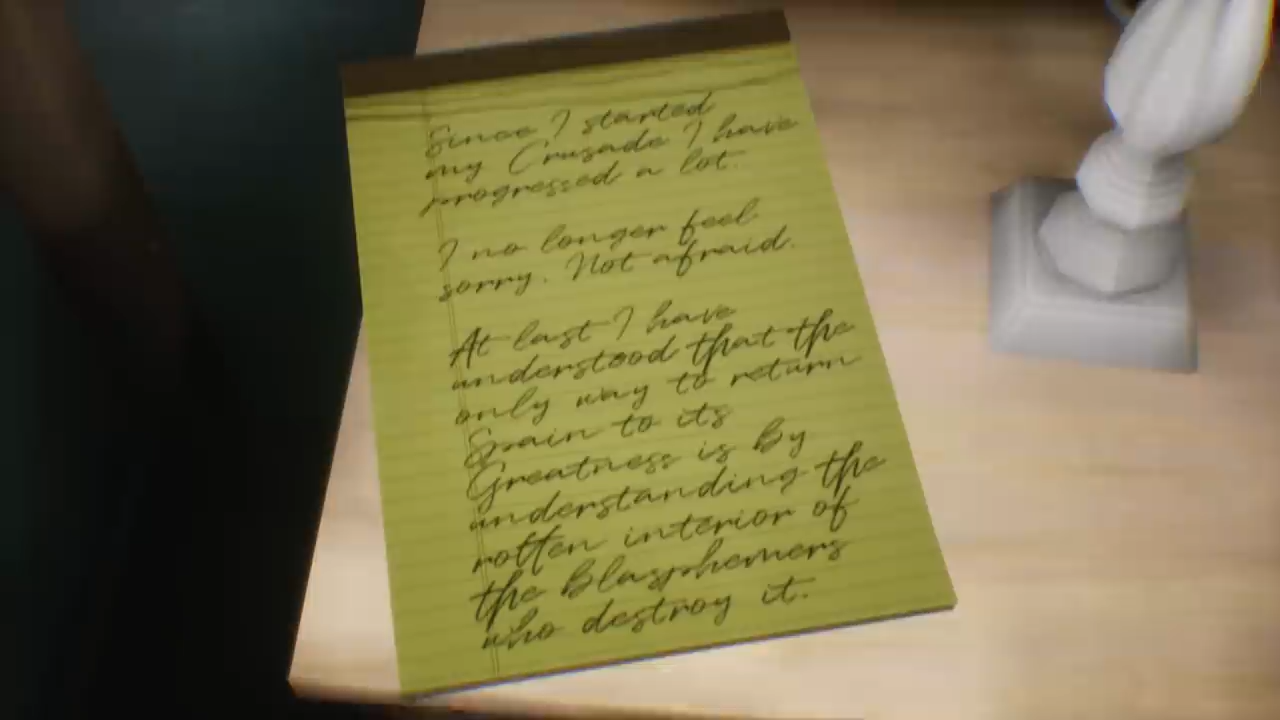 Since I started
my Crusade I have
progressed a lot.
I no longer feel
sorry. Not afraid.
At last I have
understood that the
only way to return
Spain to its
Greatness is by
understanding the
rotten interior of
the blasphemers
who destroy it.